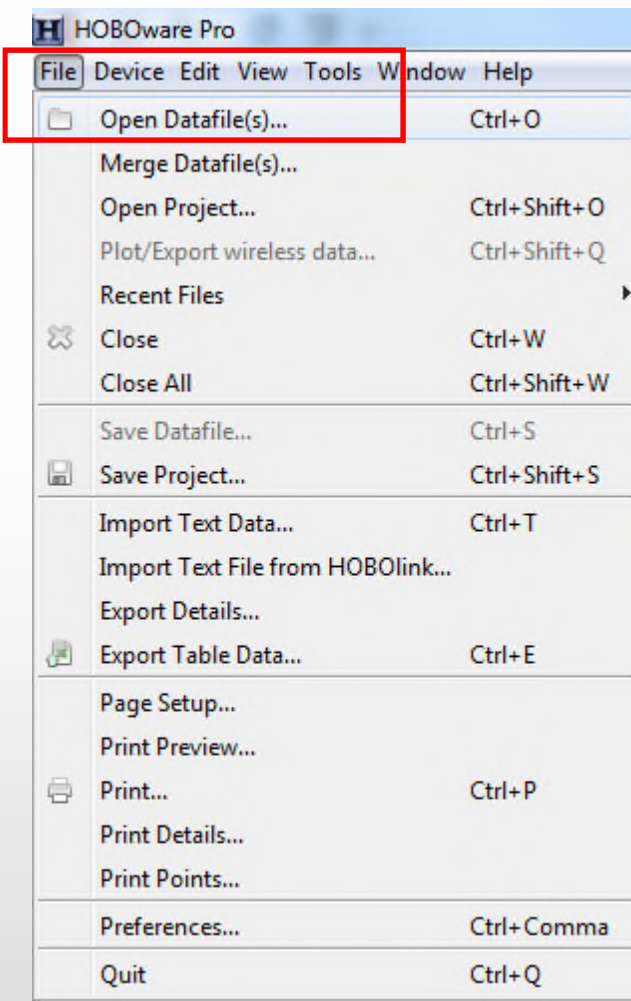 HOBOware Pro
File Device Edit View Tools Window Help
Open Datafile(s)... Ctrl+O
Merge Datafile(s)...
Open Project... Ctrl+Shift+O
Plot/Export wireless data... Ctrl+Shift+Q
Recent Files
Close Ctrl+W
Close All Ctrl+Shift+W
Save Datafile... Ctrl+S
Save Project... Ctrl+Shift+S
Import Text Data... Ctrl+T
Import Text File from HOBOlink...
Export Details...
Export Table Data... Ctrl+E
Page Setup...
Print Preview...
Print... Ctrl+P
Print Details...
Print Points...
Preferences... Ctrl+Comma
Quit Ctrl+Q